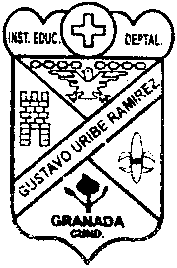 INST. EDUC. DEPTAL.
GUSTAVO URIBE RAMIREZ
GRANADA
CUND.